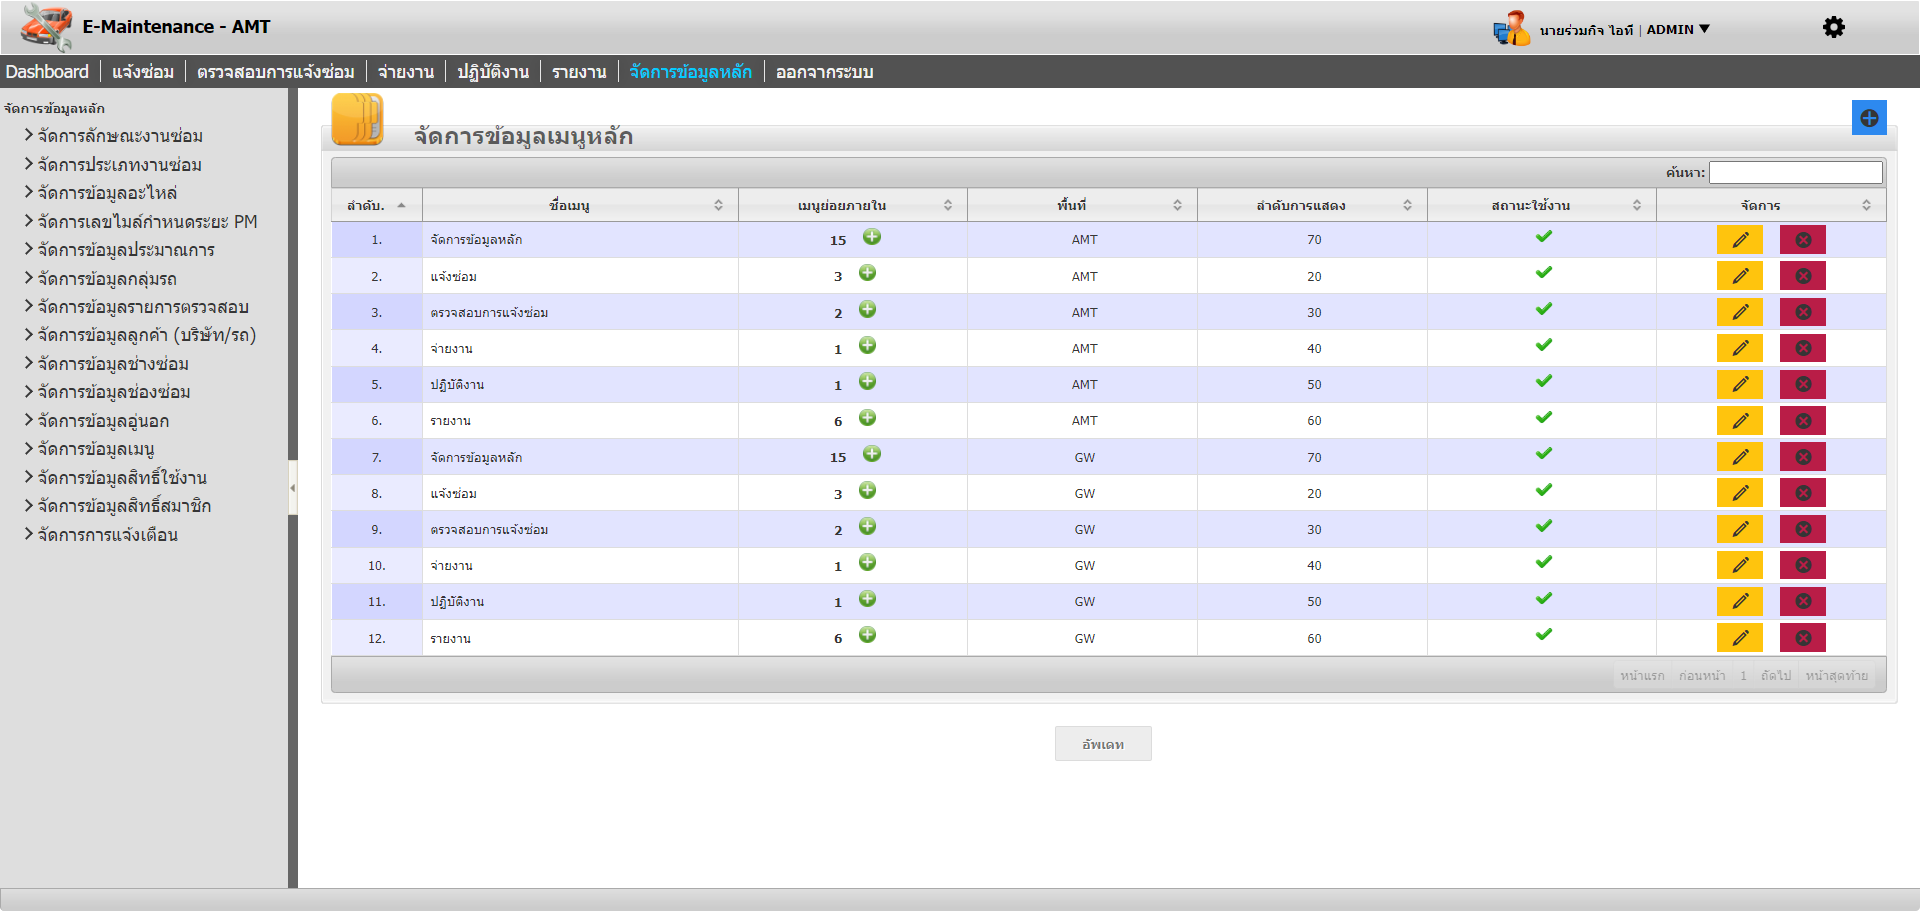 E-Maintenance - AMT
นายร่วมกิจ ไอที | ADMIN ▼
Dashboard | แจ้งซ่อม | ตรวจสอบการแจ้งซ่อม | จ่ายงาน | ปฏิบัติงาน | รายงาน | จัดการข้อมูลหลัก | ออกจากระบบ
จัดการข้อมูลหลัก
จัดการลักษณะงานซ่อม
จัดการประเภทงานซ่อม
จัดการข้อมูลอะไหล่
จัดการเลขไมล์กำหนดระยะ PM
จัดการข้อมูลประมาณการ
จัดการข้อมูลกลุ่มรถ
จัดการข้อมูลรายการตรวจสอบ
จัดการข้อมูลลูกค้า (บริษัท/รถ)
จัดการข้อมูลช่างซ่อม
จัดการข้อมูลช่องซ่อม
จัดการข้อมูลอู่นอก
จัดการข้อมูลเมนู
จัดการข้อมูลสิทธิ์ใช้งาน
จัดการข้อมูลสิทธิ์สมาชิก
จัดการการแจ้งเตือน
จัดการข้อมูลเมนูหลัก
ค้นหา:
ลำดับ. ชื่อเมนู เมนูย่อยภายใน พื้นที่ ลำดับการแสดง สถานะใช้งาน จัดการ
1. จัดการข้อมูลหลัก 15 AMT 70
2. แจ้งซ่อม 3 AMT 20
3. ตรวจสอบการแจ้งซ่อม 2 AMT 30
4. จ่ายงาน 1 AMT 40
5. ปฏิบัติงาน 1 AMT 50
6. รายงาน 6 AMT 60
7. จัดการข้อมูลหลัก 15 GW 70
8. แจ้งซ่อม 3 GW 20
9. ตรวจสอบการแจ้งซ่อม 2 GW 30
10. จ่ายงาน 1 GW 40
11. ปฏิบัติงาน 1 GW 50
12. รายงาน 6 GW 60
หน้าแรก ก่อนหน้า 1 ถัดไป หน้าสุดท้าย
อัพเดท